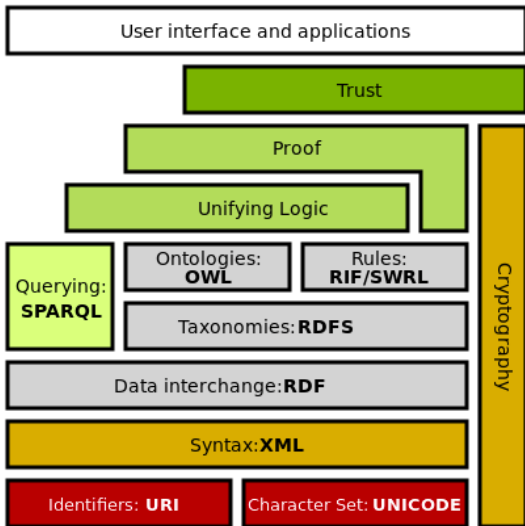 User interface and applications
Trust
Proof
Unifying Logic
Querying:
SPARQL
Ontologies:
OWL
Rules:
RIF/SWRL
Taxonomies:RDFS
Data interchange:RDF
Syntax:XML
Identifiers: URI
Character Set: UNICODE
Cryptography